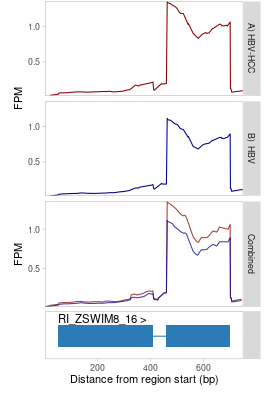 1.0
0.5
A) HBV-HCC
FPM
1.0
0.5
B) HBV
1.0
0.5
Combined
FPM
RI_ZSWIM8_16 >
200
400
600
Distance from region start (bp)